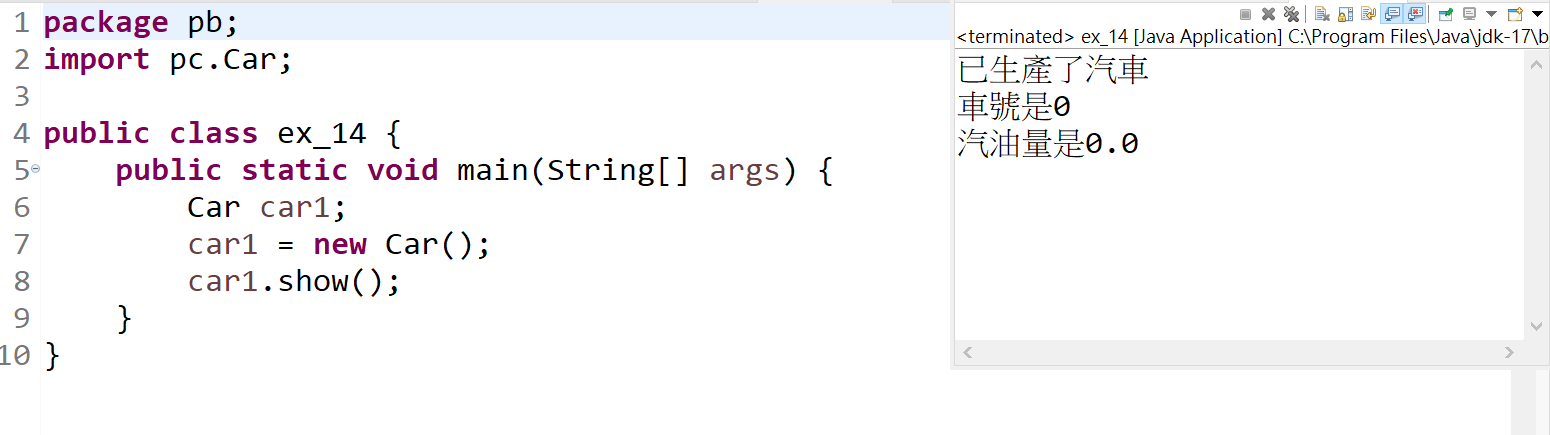 1 package pb;
2 import pc.Car;
3
4 public class ex_14 {
5 public static void main(String[] args) {
6 Car car1;
7 car1 = new Car();
8 car1.show();
9 }
10 }
<terminated> ex_14 [Java Application] C:\Program Files\Java\jdk-17\b
已生產了汽車
車號是0
汽油量是0.0